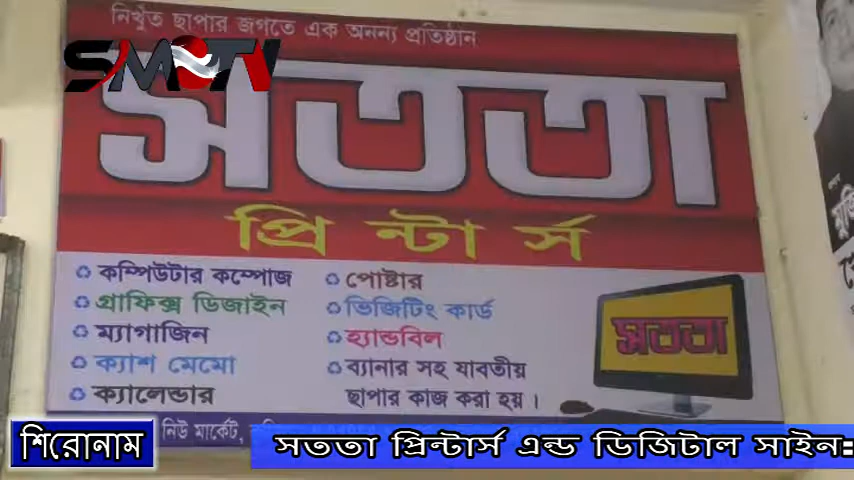 নিখুঁত ছাপার জগতে এক অনন্য প্রতিষ্ঠান
SMTV
সততা
প্রিন্টার্স
কম্পিউটার কম্পোজ
গ্রাফিক্স ডিজাইন
ম্যাগাজিন
ক্যাশ মেমো
ক্যালেন্ডার
পোষ্টার
ভিজিটিং কার্ড
হ্যান্ডবিল
ব্যানার সহ যাবতীয়
ছাপার কাজ করা হয়।
সততা
নিউ মার্কেট,
শিরোনাম
সততা প্রিন্টার্স এন্ড ডিজিটাল সাইন: